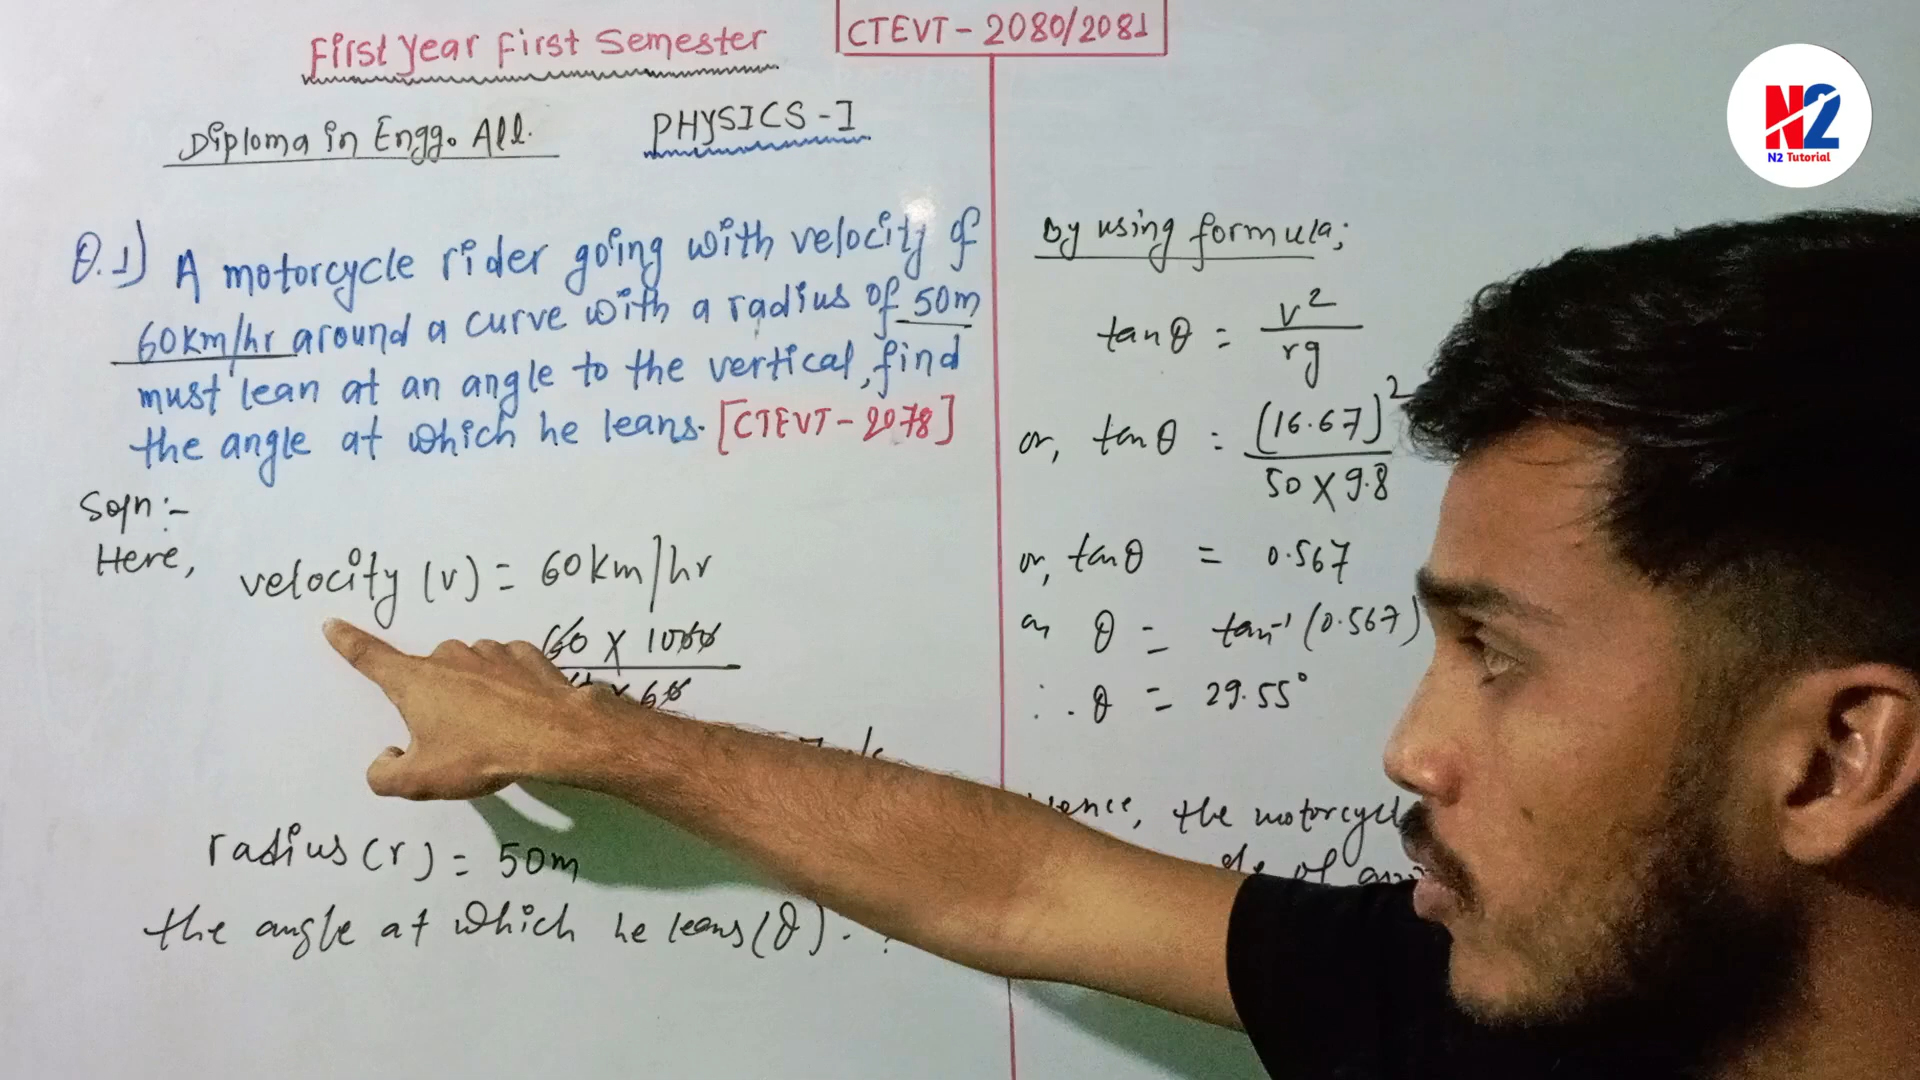 First Year First Semester
CTEVT - 2080/2081
Diploma in Engg. All.
PHYSICS - I
N2
N2 Tutorial
Q.1) A motorcycle rider going with velocity of
60km/hr around a curve with a radius of 50m
must lean at an angle to the vertical, find
the angle at which he leans. [CTEVT - 2078]
Soln :-
Here,
velocity (v) = 60km/hr
60 X 1000
radius (r) = 50m
the angle at which he leans (θ) . ?
By using formula;
tanθ = v²
rg
or, tanθ = (16.67)²
50 X 9.8
or, tanθ = 0.567
or θ = tan⁻¹ (0.567)
∴ θ = 29.55°
the motorcycl
of